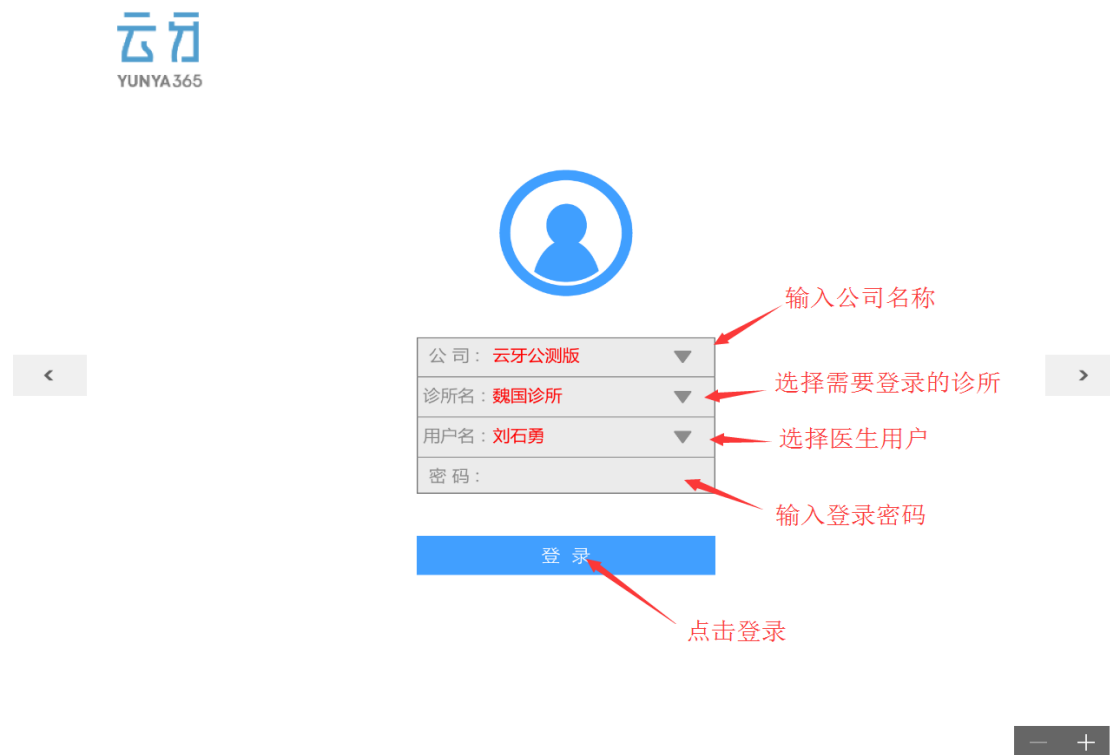 云牙
YUNYA365
输入公司名称
公 司： 云牙公测版
选择需要登录的诊所
诊所名：魏国诊所
用户名：刘石勇
选择医生用户
密 码：
输入登录密码
登 录
点击登录